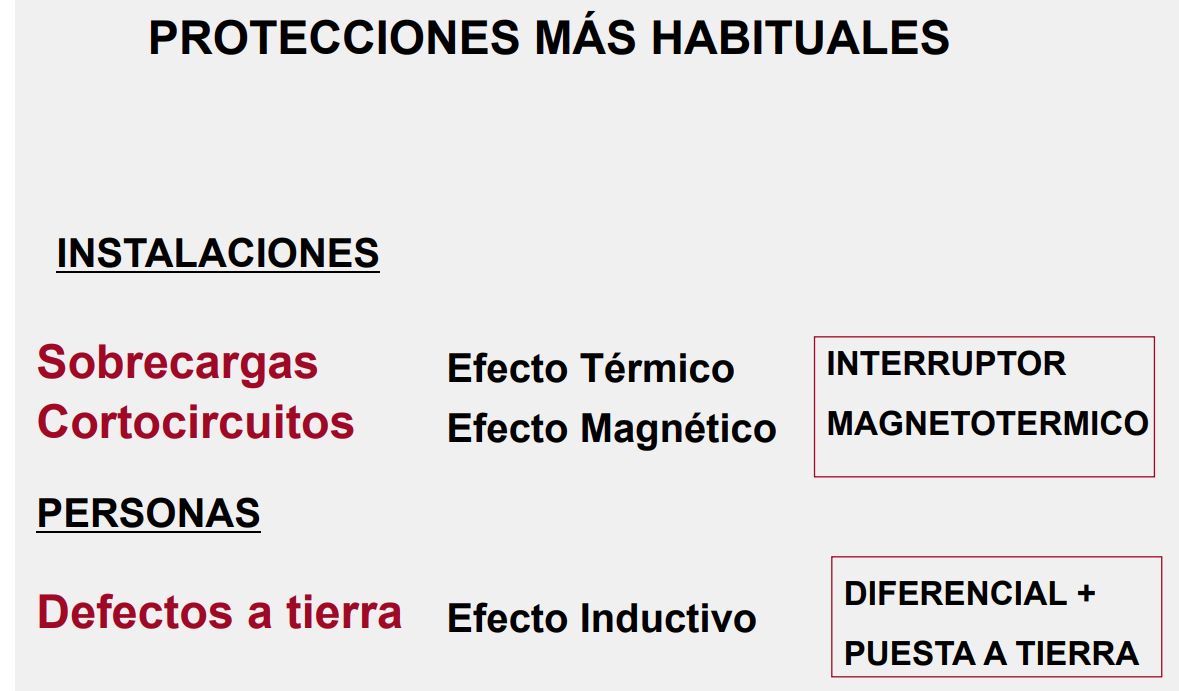 PROTECCIONES MÁS HABITUALES
INSTALACIONES
Sobrecargas
Efecto Térmico
INTERRUPTOR
Cortocircuitos
Efecto Magnético
MAGNETOTERMICO
PERSONAS
Defectos a tierra
Efecto Inductivo
DIFERENCIAL +
PUESTA A TIERRA